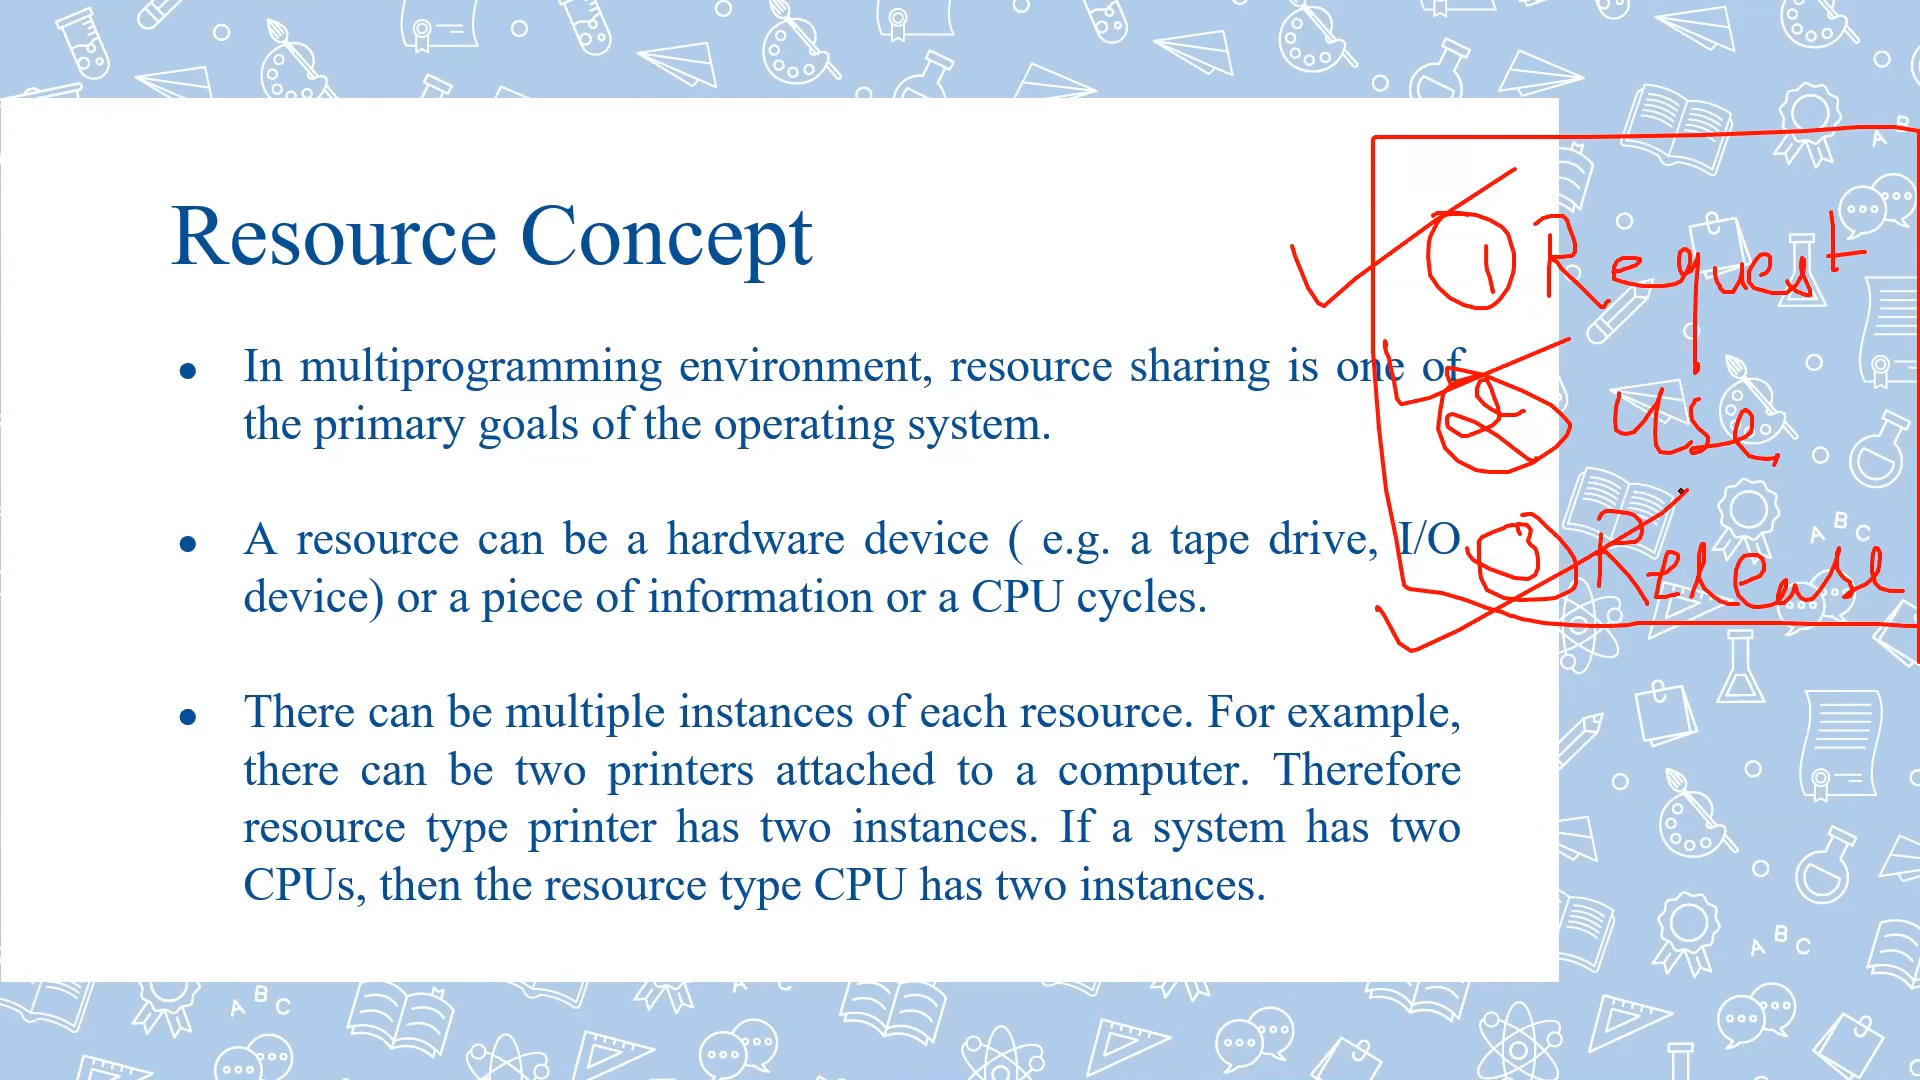 Resource Concept
• In multiprogramming environment, resource sharing is one of
the primary goals of the operating system.
• A resource can be a hardware device ( e.g. a tape drive, I/O
device) or a piece of information or a CPU cycles.
• There can be multiple instances of each resource. For example,
there can be two printers attached to a computer. Therefore
resource type printer has two instances. If a system has two
CPUs, then the resource type CPU has two instances.
1 Request
2 Use
3 Release
A B C
A B C
A B C